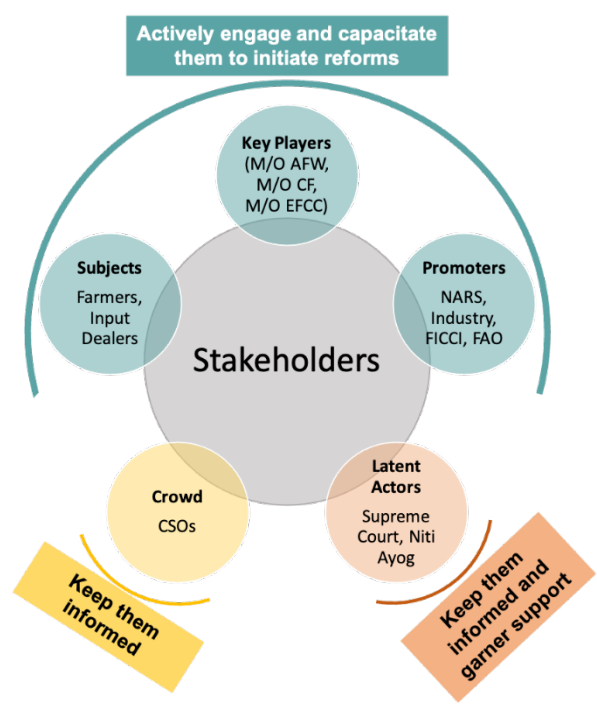 Actively engage and capacitate
them to initiate reforms
Key Players
(M/O AFW,
M/O CF,
M/O EFCC)
Subjects
Farmers,
Input
Dealers
Promoters
NARS,
Industry,
FICCI, FAO
Stakeholders
Crowd
CSOs
Latent
Actors
Supreme
Court, Niti
Ayog
Keep them
informed
Keep them
informed and
garner support